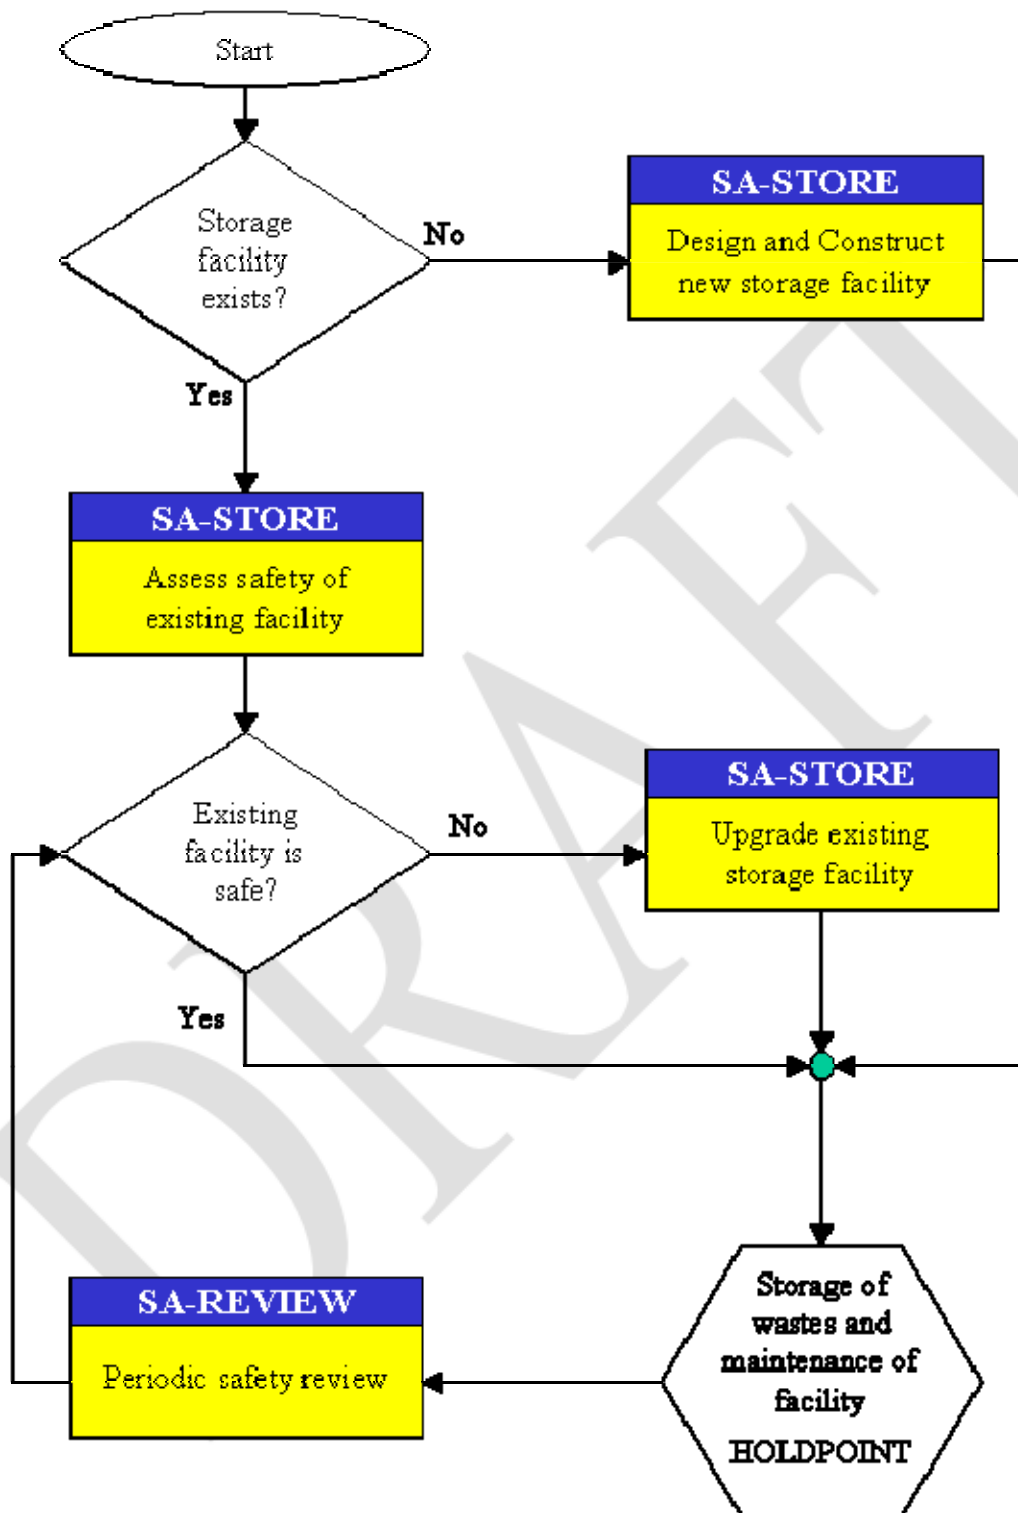 Start
Storage
facility
exists?
No
Yes
SA-STORE
Design and Construct
new storage facility
SA-STORE
Assess safety of
existing facility
Existing
facility is
safe?
No
Yes
SA-STORE
Upgrade existing
storage facility
SA-REVIEW
Periodic safety review
Storage of
wastes and
maintenance of
facility
HOLDPOINT
DRAFT